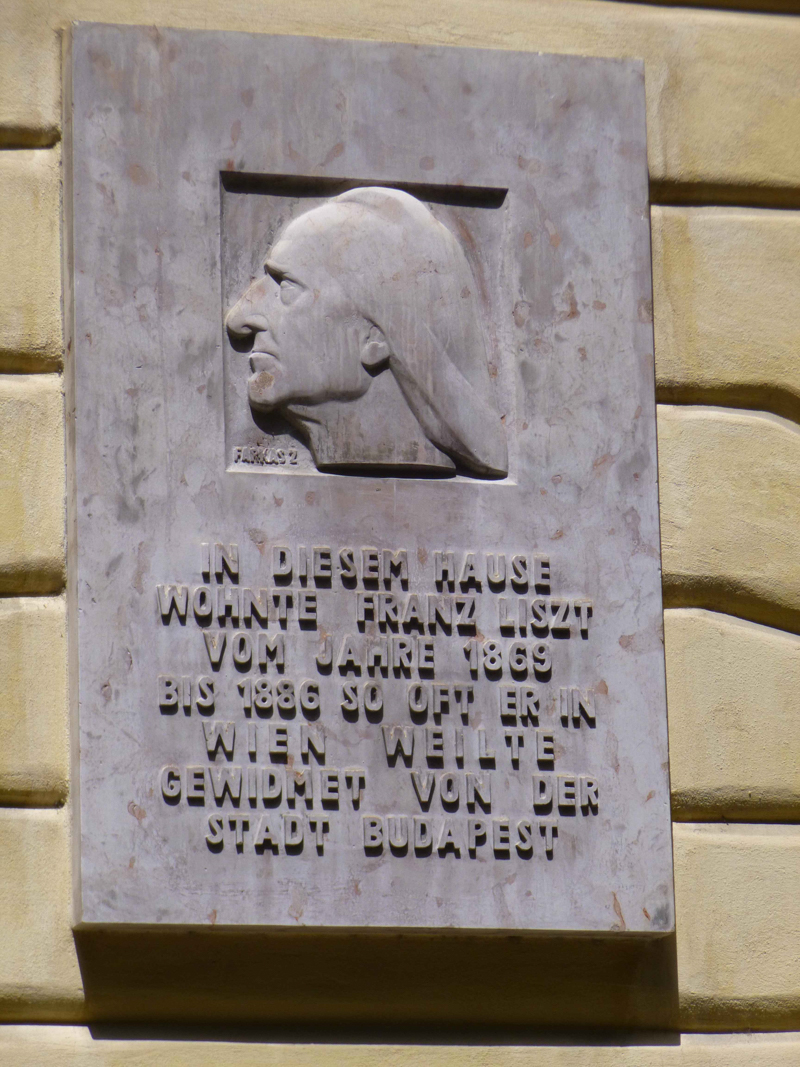 FARKAS Z
IN DIESEM HAUSE
WOHNTE FRANZ LISZT
VOM JAHRE 1869
BIS 1886 SO OFT ER IN
WIEN WEILTE
GEWIDMET VON DER
STADT BUDAPEST